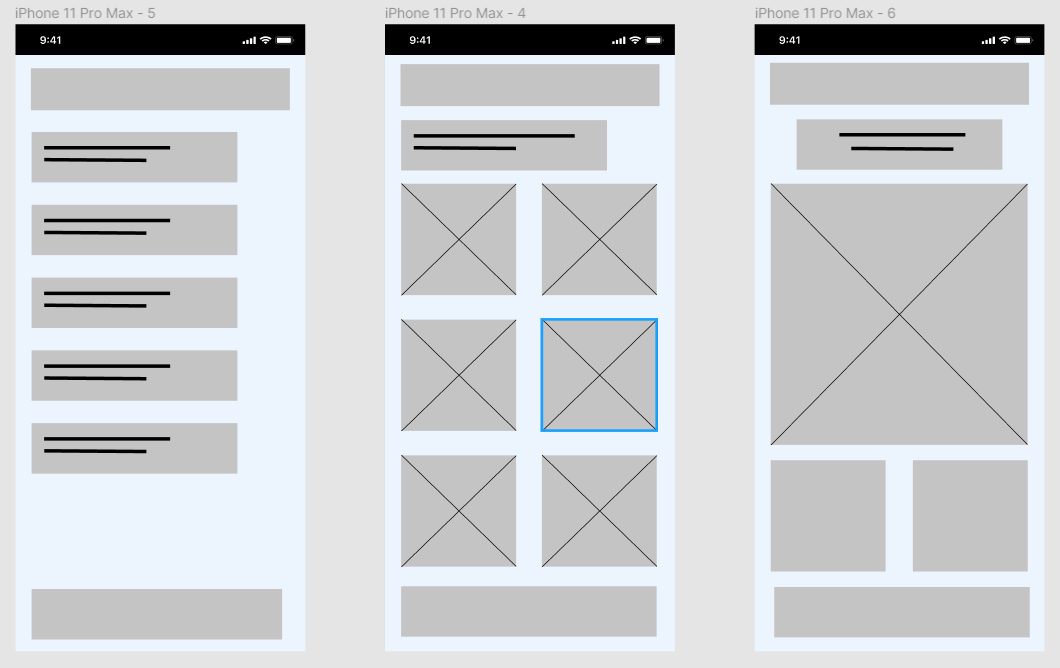 iPhone 11 Pro Max - 5
iPhone 11 Pro Max - 4
iPhone 11 Pro Max - 6
9:41
9:41
9:41